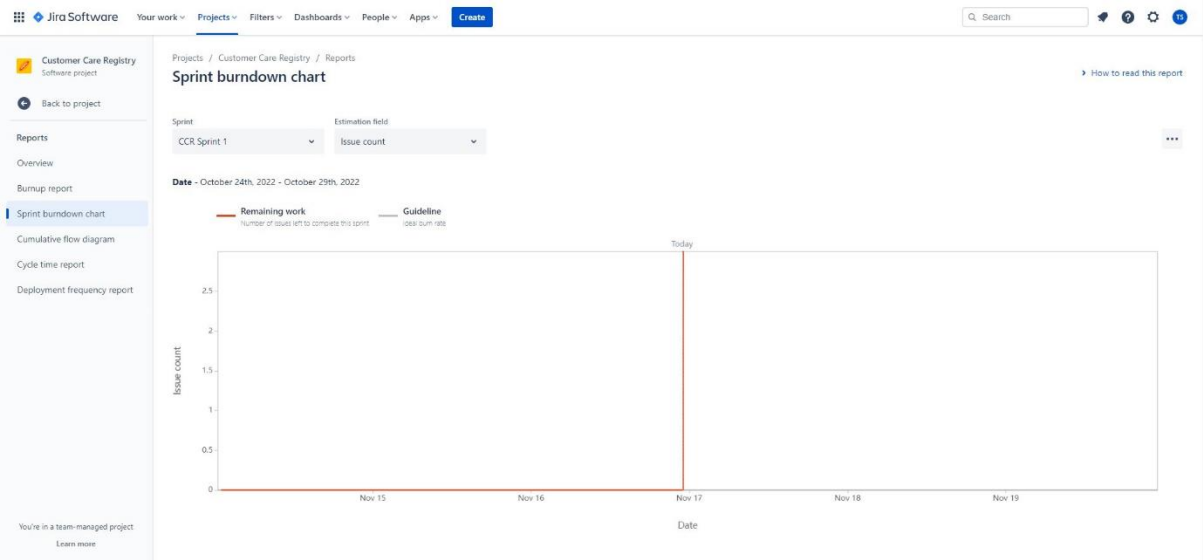 Jira Software Your work Projects Filters Dashboards People Apps Create Search TS
Customer Care Registry
Software project
Back to project
Reports
Overview
Burnup report
Sprint burndown chart
Cumulative flow diagram
Cycle time report
Deployment frequency report
You're in a team-managed project
Learn more
Projects / Customer Care Registry / Reports
Sprint burndown chart
How to read this report
Sprint Estimation field
CCR Sprint 1 Issue count
Date - October 24th, 2022 - October 29th, 2022
Remaining work Guideline
Number of issues left to complete this sprint Ideal burn rate
Today
2.5
2
1.5
1
0.5
0
Issue count
Nov 15 Nov 16 Nov 17 Nov 18 Nov 19
Date